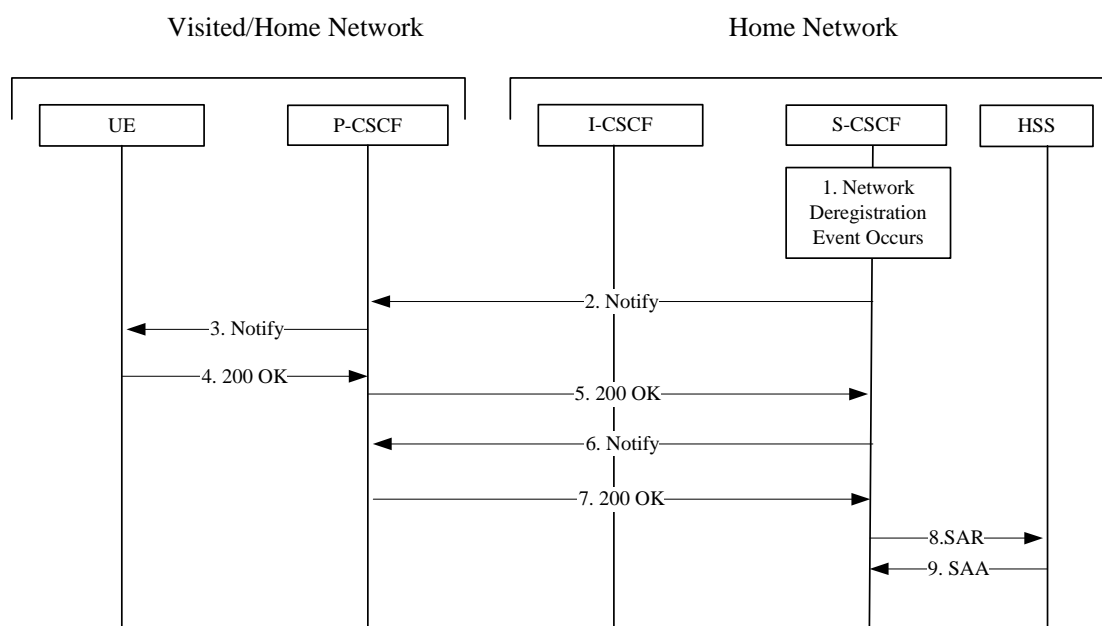 Visited/Home Network
Home Network
UE
P-CSCF
I-CSCF
S-CSCF
HSS
1. Network
Deregistration
Event Occurs
2. Notify
3. Notify
4. 200 OK
5. 200 OK
6. Notify
7. 200 OK
8.SAR
9. SAA